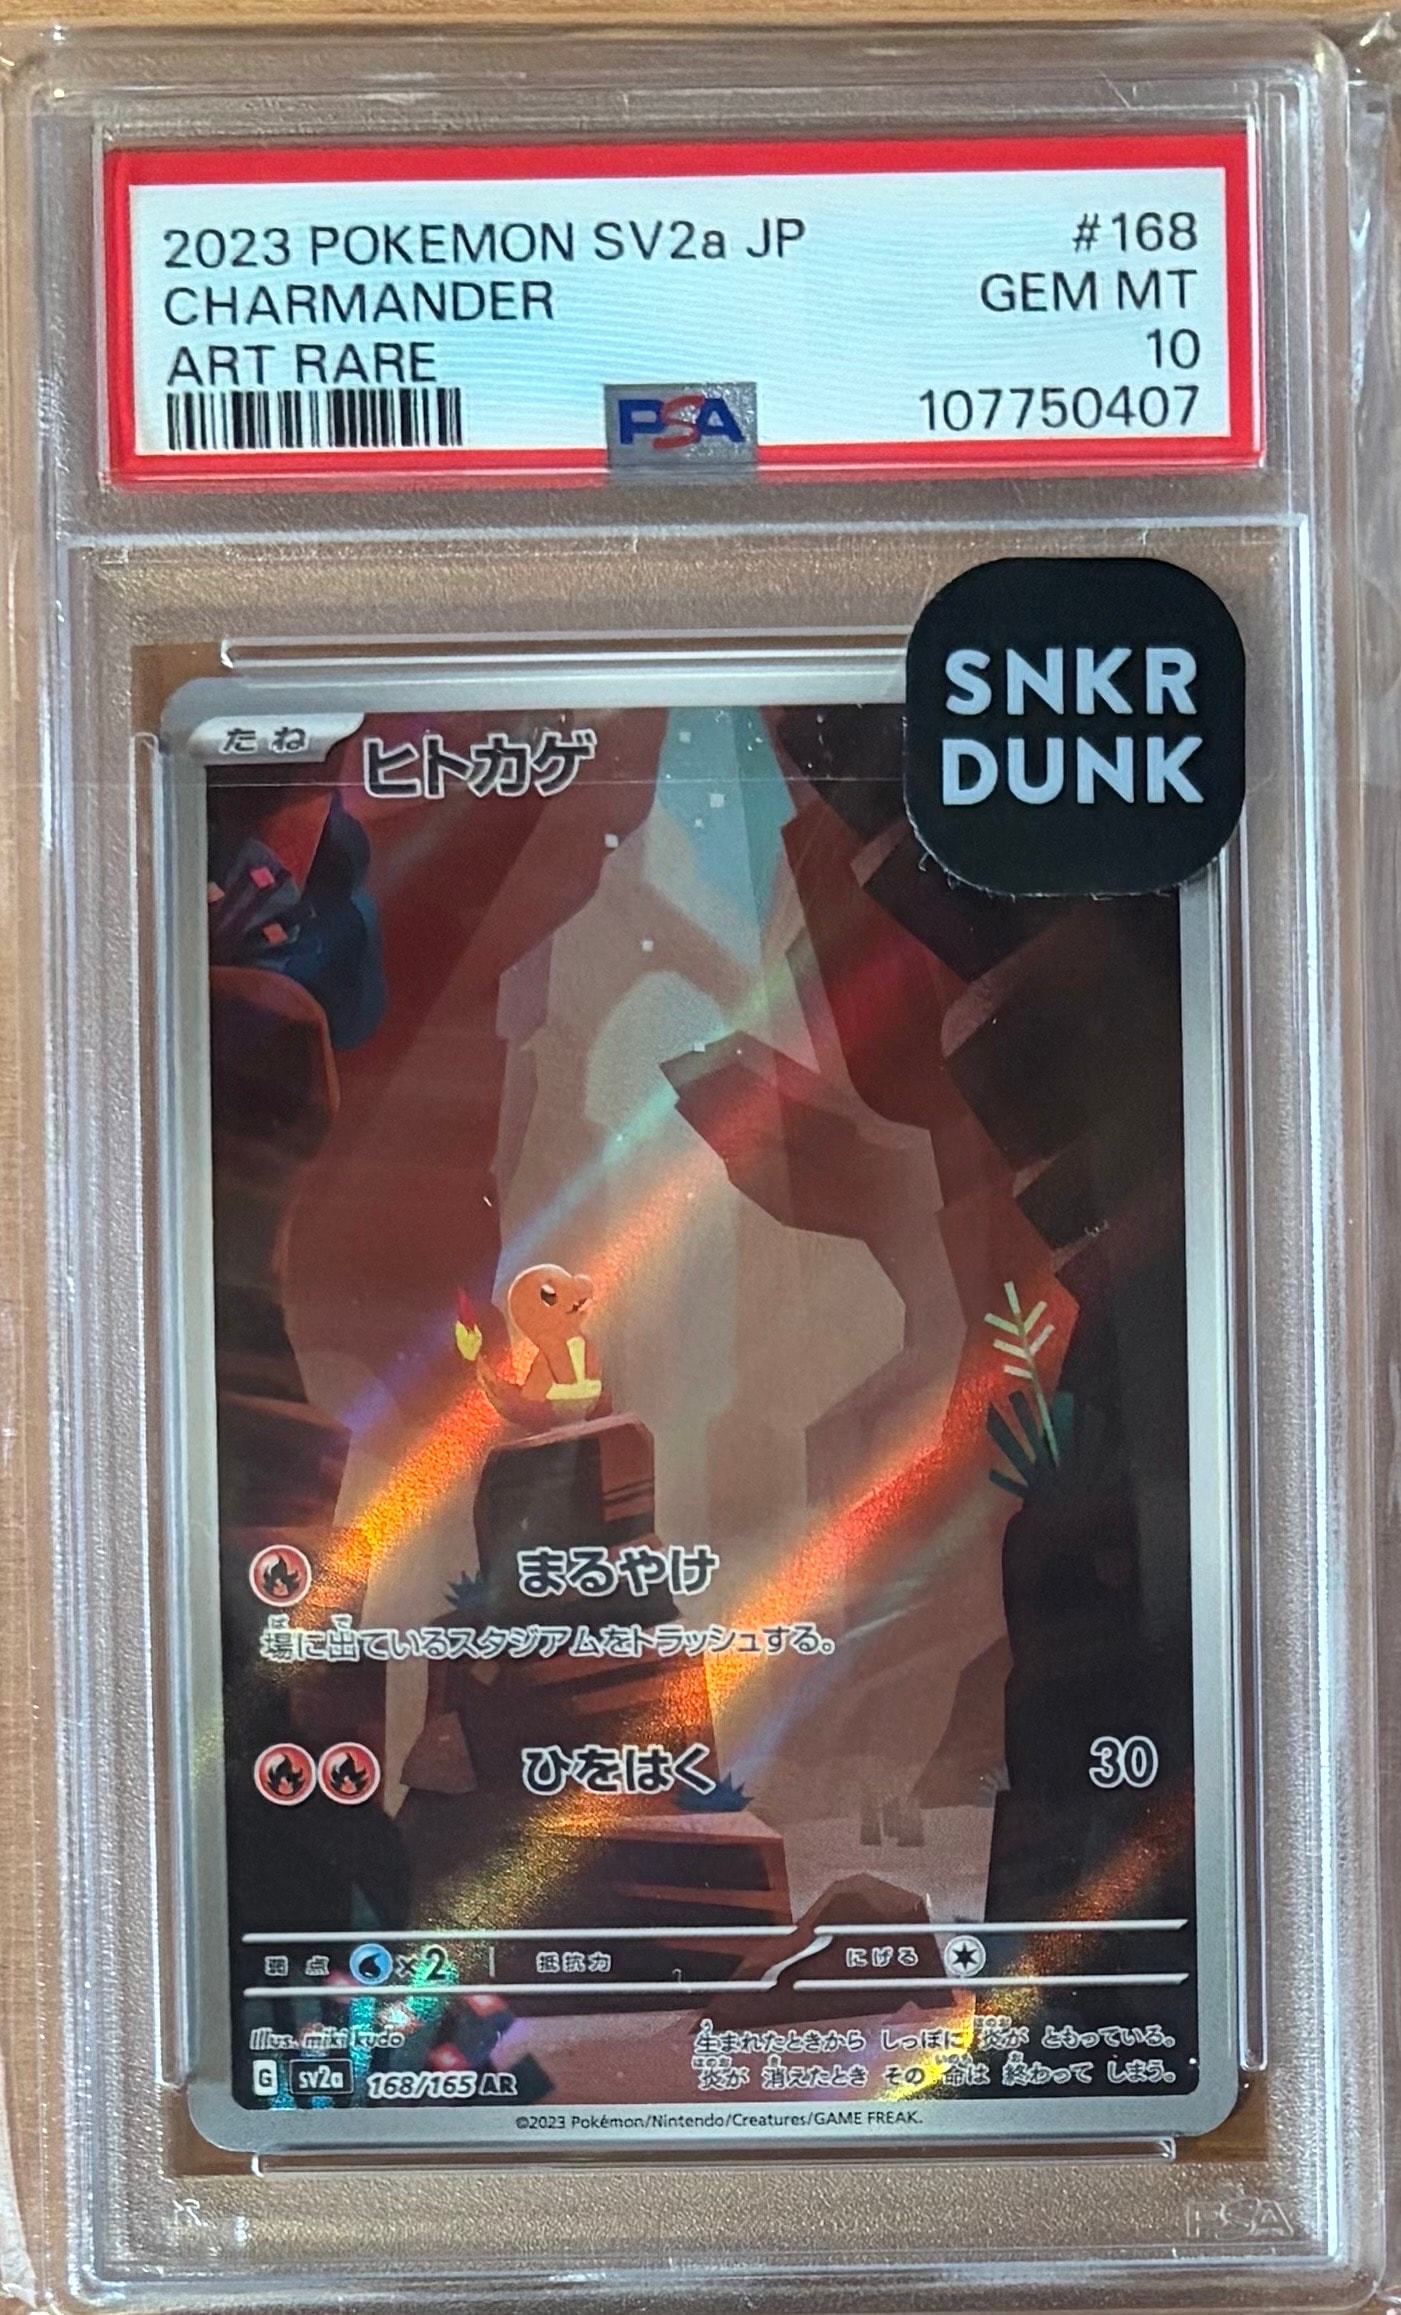 2023 POKEMON SV2a JP
#168
CHARMANDER
GEM MT
ART RARE
10
PSA
107750407
SNKR
DUNK
たね
ヒトカゲ
まるやけ
場に出ているスタジアムをトラッシュする。
ひをはく
30
弱点 ×2 抵抗力 にげる
Illus. miki kudo
生まれたときから しっぽに 炎が ともっている。
炎が 消えたとき その 命は 終わって しまう。
G sv2a 168/165 AR
©2023 Pokémon/Nintendo/Creatures/GAME FREAK.
PSA